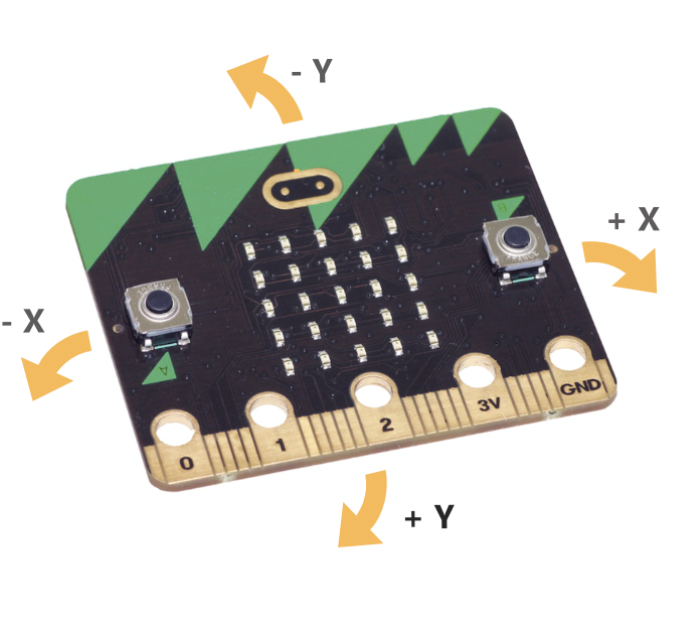 - Y
+ X
- X
B
A
0 1 2 3V GND
+ Y